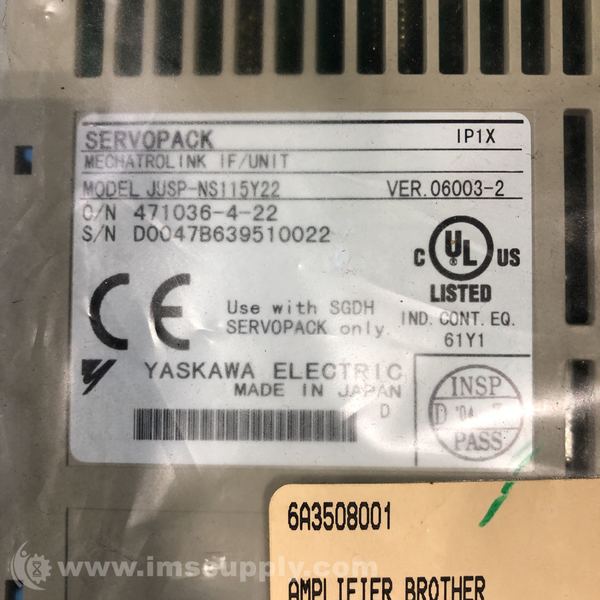 SERVOPACK IP1X
MECHATROLINK IF/UNIT
MODEL JUSP-NS115Y22 VER. 06003-2
O/N 471036-4-22
S/N D0047B639510022
C UL US
LISTED
IND. CONT. EQ.
61Y1
CE
Use with SGDH
SERVOPACK only.
YASKAWA ELECTRIC
MADE IN JAPAN
D
INSP
D '04
PASS
6A3508001
AMPLIFIER BROTHER
www.imssupply.com